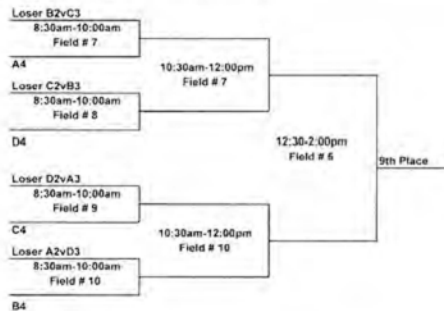 Loser B2vC3
8:30am-10:00am
Field # 7
A4
10:30am-12:00pm
Field # 7
Loser C2vB3
8:30am-10:00am
Field # 8
D4
12:30-2:00pm
Field # 6
9th Place
Loser D2vA3
8:30am-10:00am
Field # 9
C4
10:30am-12:00pm
Field # 10
Loser A2vD3
8:30am-10:00am
Field # 10
B4